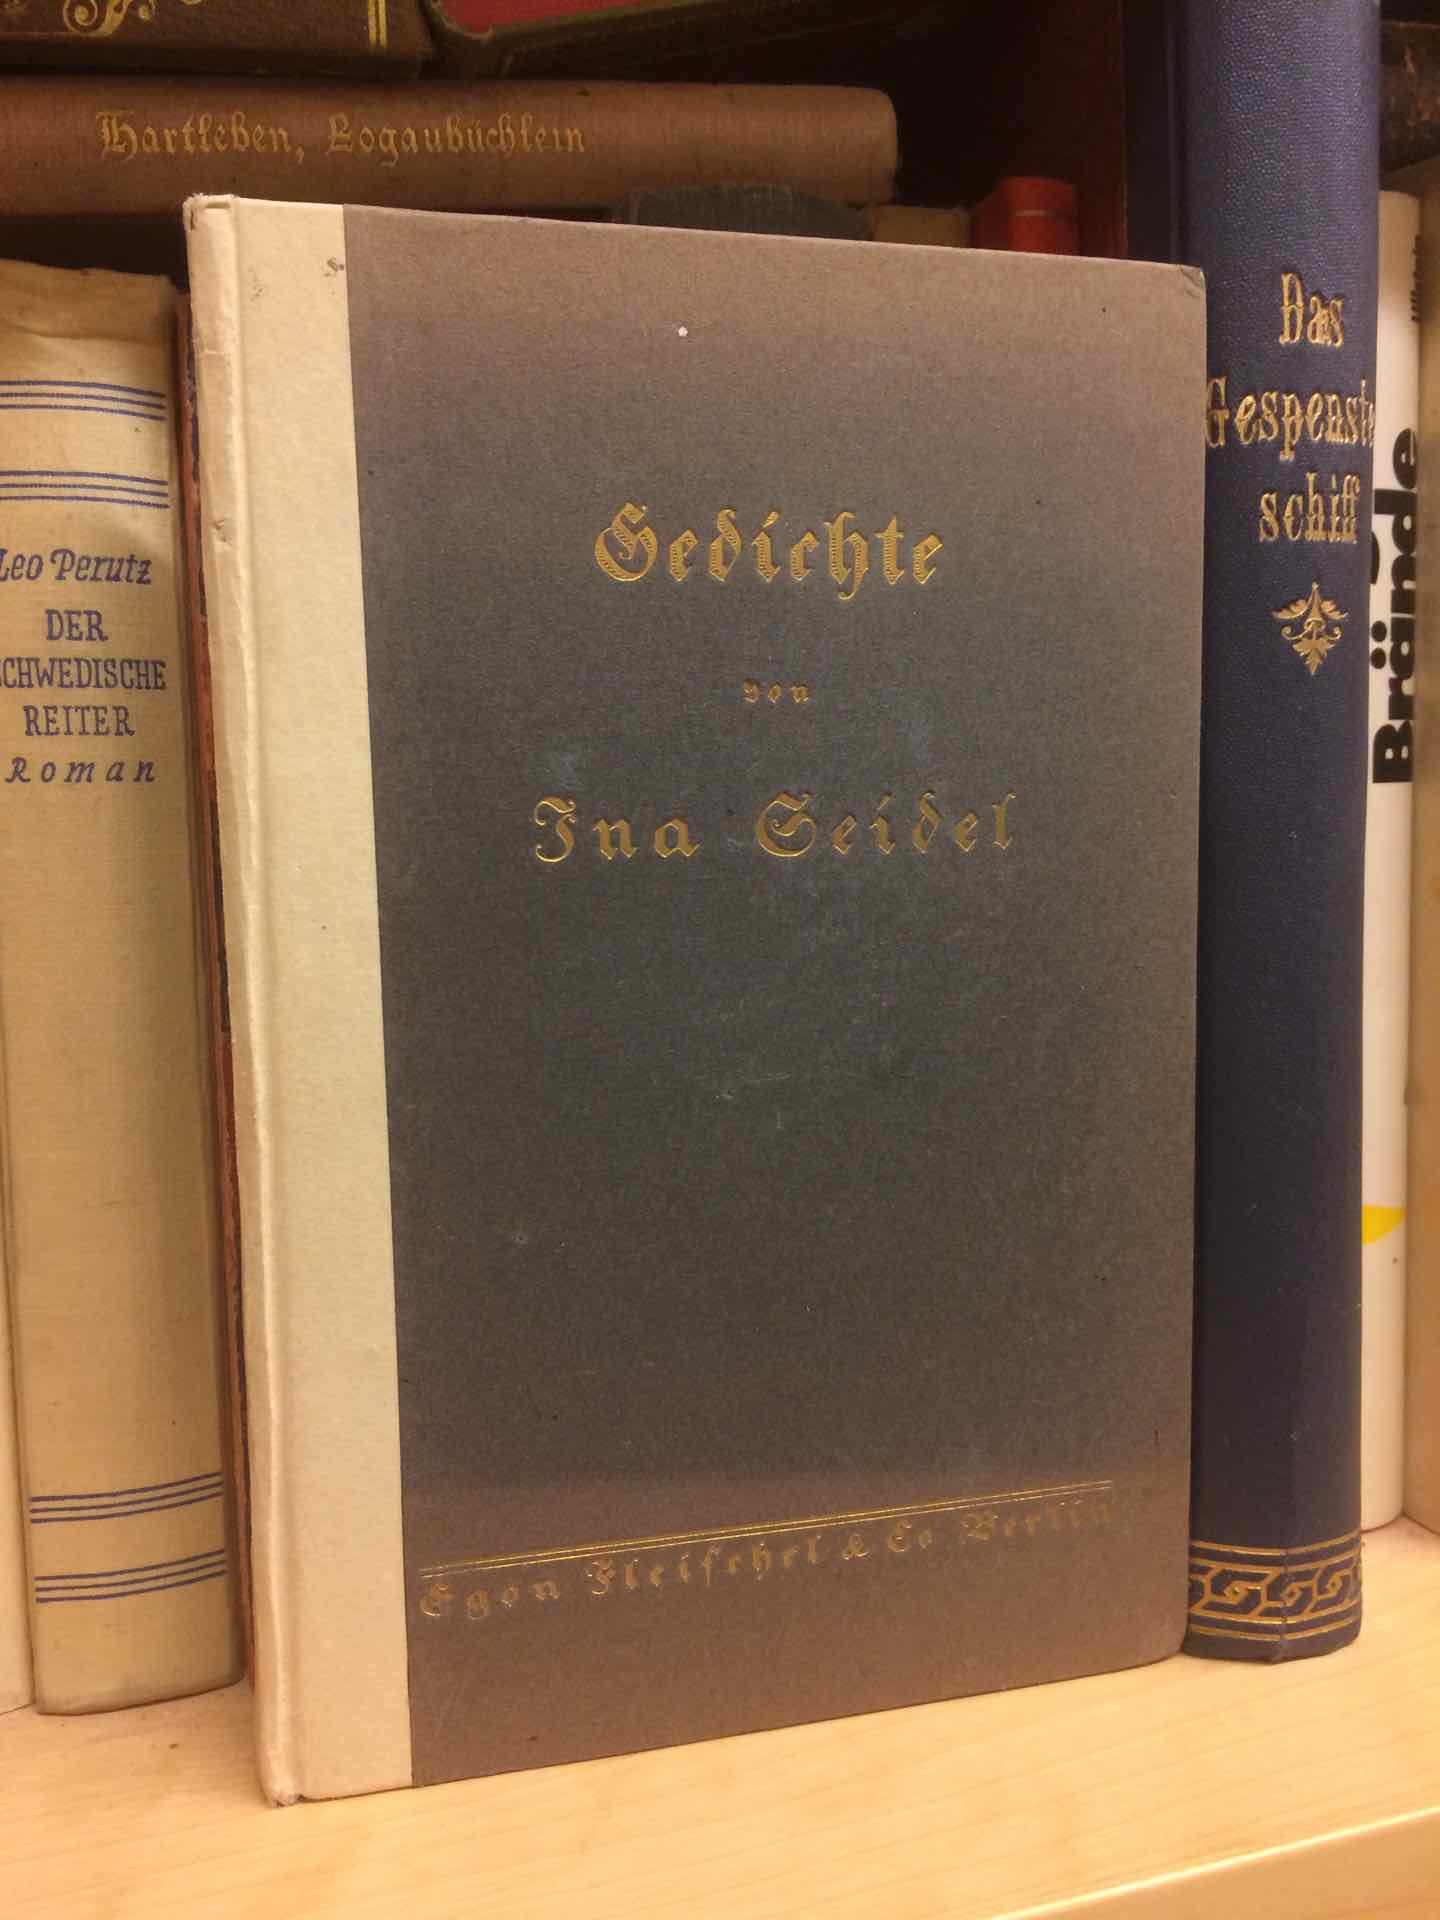 Hartleben, Logaubüchlein
Leo Perutz
DER
SCHWEDISCHE
REITER
Roman
Gedichte
von
Ina Seidel
Egon Fleischel & Co Berlin
Das
Gespenster
schiff
Brände